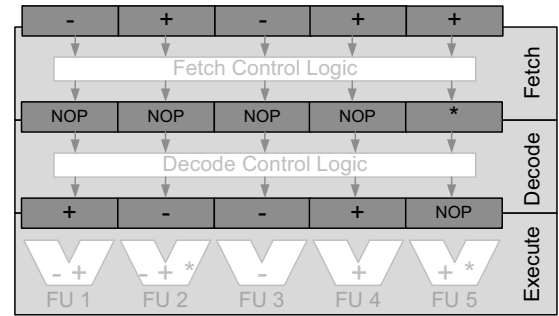 - + - + +
Fetch Control Logic
Fetch
NOP NOP NOP NOP *
Decode Control Logic
Decode
+ - - + NOP
- + - + * - + + *
FU 1 FU 2 FU 3 FU 4 FU 5
Execute